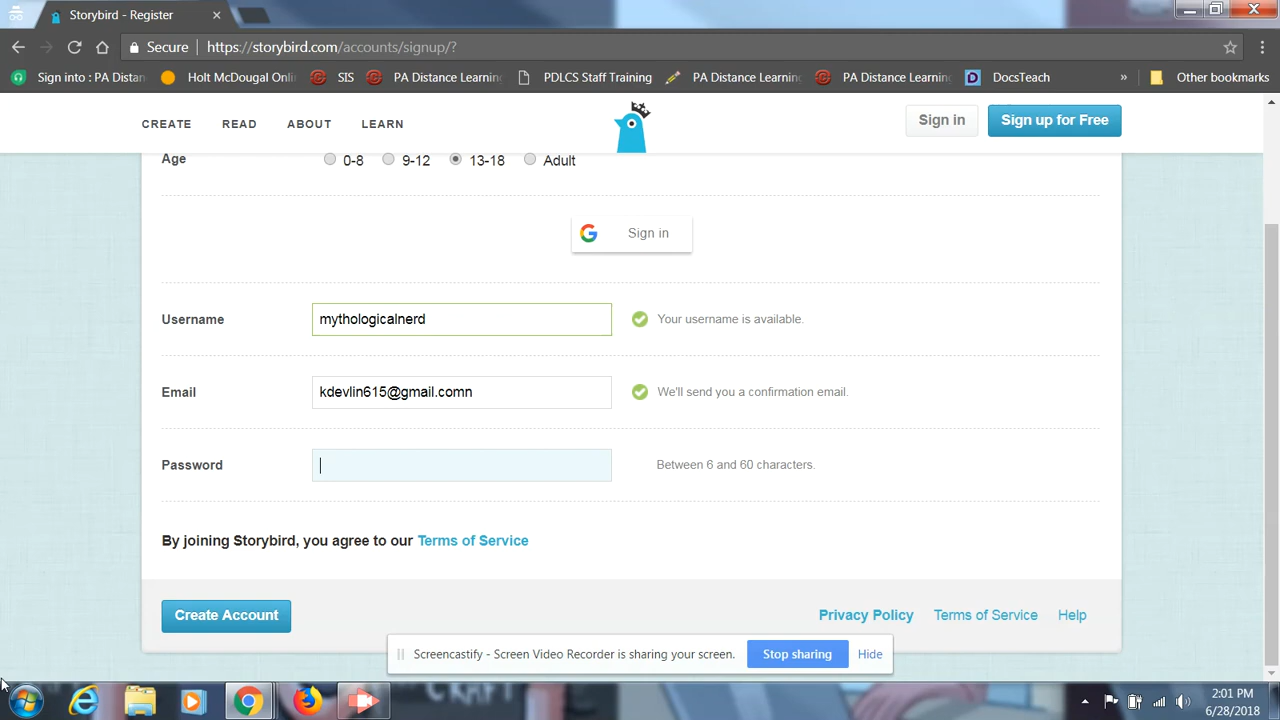 Storybird - Register
Secure https://storybird.com/accounts/signup/?
Sign into : PA Distan Holt McDougal Onli SIS PA Distance Learnin PDLCS Staff Training PA Distance Learnin PA Distance Learnin DocsTeach » Other bookmarks
CREATE READ ABOUT LEARN Sign in Sign up for Free
Age 0-8 9-12 13-18 Adult
Sign in
Username mythologicalnerd Your username is available.
Email kdevlin615@gmail.comn We'll send you a confirmation email.
Password Between 6 and 60 characters.
By joining Storybird, you agree to our Terms of Service
Create Account Privacy Policy Terms of Service Help
Screencastify - Screen Video Recorder is sharing your screen. Stop sharing Hide
2:01 PM
6/28/2018